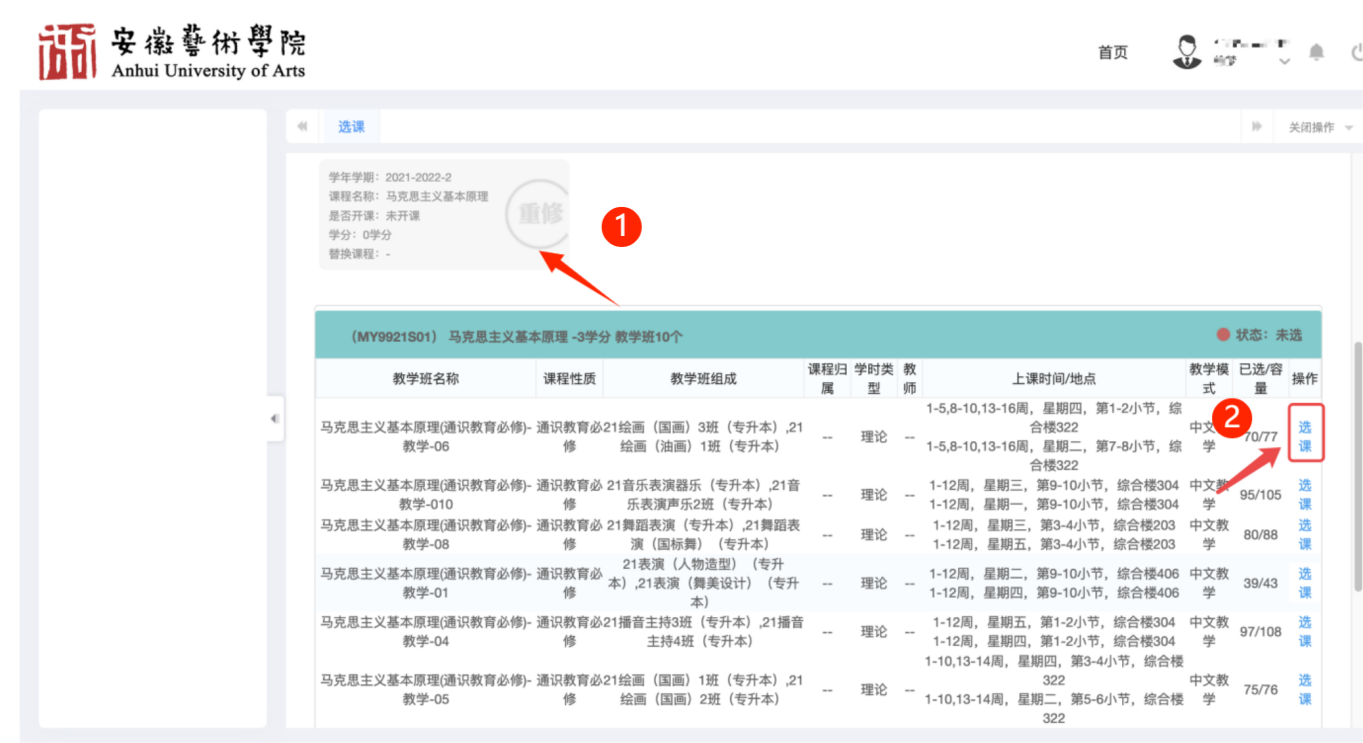 安徽藝術學院
Anhui University of Arts
首页
选课
关闭操作
学年学期：2021-2022-2
课程名称：马克思主义基本原理
是否开课：未开课
学分：0学分
替换课程：-
重修
1
（MY9921S01） 马克思主义基本原理 -3学分 教学班10个
状态：未选
教学班名称 课程性质 教学班组成 课程归属 学时类型 教师 上课时间/地点 教学模式 已选/容量 操作
2
马克思主义基本原理(通识教育必修)-教学-06 通识教育必修 21绘画（国画）3班（专升本）,21绘画（油画）1班（专升本） -- 理论 -- 1-5,8-10,13-16周，星期四，第1-2小节，综合楼322
1-5,8-10,13-16周，星期二，第7-8小节，综合楼322 中文 学 70/77 选课
马克思主义基本原理(通识教育必修)-教学-010 通识教育必修 21音乐表演器乐（专升本）,21音乐表演声乐2班（专升本） -- 理论 -- 1-12周，星期三，第9-10小节，综合楼304
1-12周，星期一，第9-10小节，综合楼304 中文教学 95/105 选课
马克思主义基本原理(通识教育必修)-教学-08 通识教育必修 21舞蹈表演（专升本）,21舞蹈表演（国标舞）（专升本） -- 理论 -- 1-12周，星期三，第3-4小节，综合楼203
1-12周，星期五，第3-4小节，综合楼203 中文教学 80/88 选课
马克思主义基本原理(通识教育必修)-教学-01 通识教育必修 21表演（人物造型）（专升本）,21表演（舞美设计）（专升本） -- 理论 -- 1-12周，星期二，第9-10小节，综合楼406
1-12周，星期四，第9-10小节，综合楼406 中文教学 39/43 选课
马克思主义基本原理(通识教育必修)-教学-04 通识教育必修 21播音主持3班（专升本）,21播音主持4班（专升本） -- 理论 -- 1-12周，星期五，第1-2小节，综合楼304
1-12周，星期四，第1-2小节，综合楼304 中文教学 97/108 选课
马克思主义基本原理(通识教育必修)-教学-05 通识教育必修 21绘画（国画）1班（专升本）,21绘画（国画）2班（专升本） -- 理论 -- 1-10,13-14周，星期四，第3-4小节，综合楼322
1-10,13-14周，星期二，第5-6小节，综合楼322 中文教学 75/76 选课